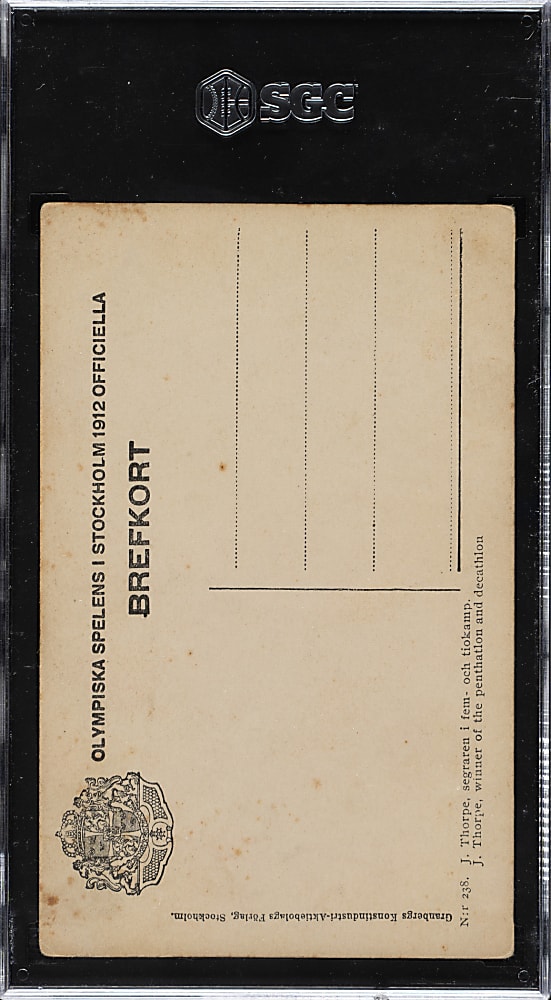 SGC
OLYMPISKA SPELENS I STOCKHOLM 1912 OFFICIELLA
BREFKORT
Granbergs Konstindustri-Aktiebolags Förlag, Stockholm.
N:r 238. J. Thorpe, segraren i fem- och tiokamp.
J. Thorpe, winner of the penthatlon and decathlon